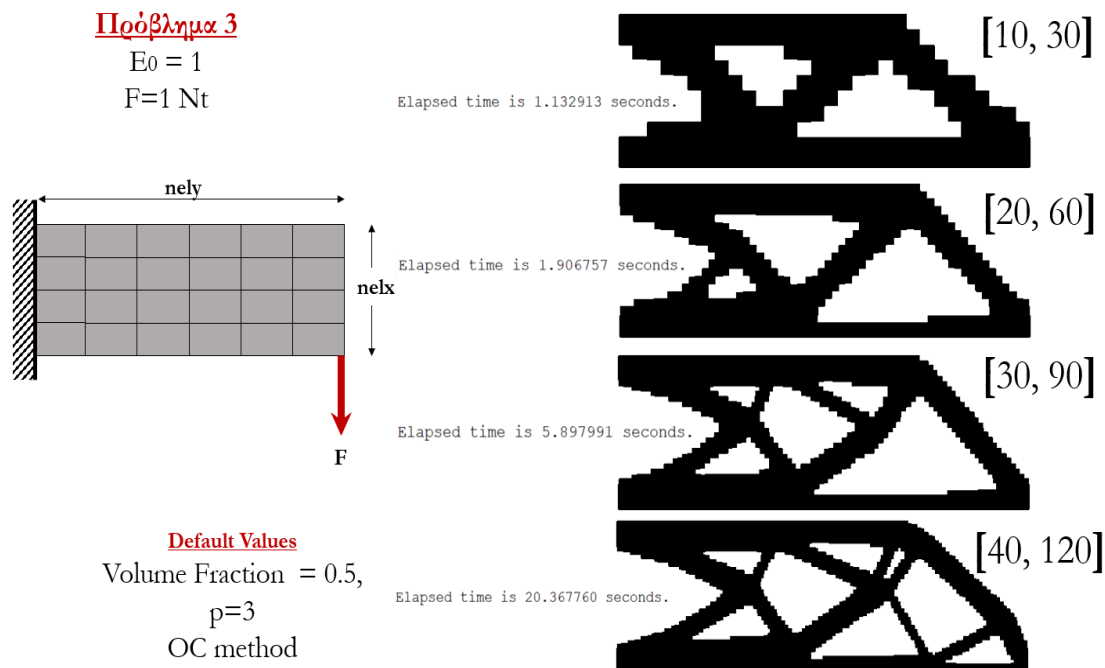 Πρόβλημα 3
E0 = 1
F=1 Nt
nely
nelx
F
Default Values
Volume Fraction = 0.5,
p=3
OC method
Elapsed time is 1.132913 seconds.
[10, 30]
Elapsed time is 1.906757 seconds.
[20, 60]
Elapsed time is 5.897991 seconds.
[30, 90]
Elapsed time is 20.367760 seconds.
[40, 120]